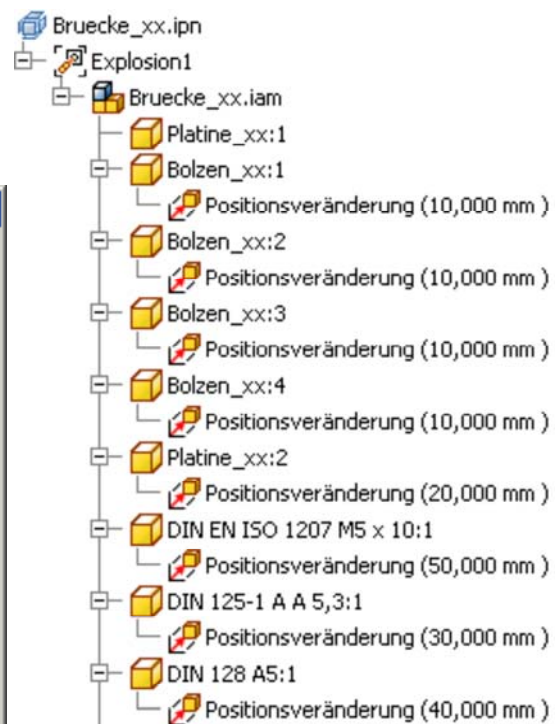 Bruecke_xx.ipn
Explosion1
Bruecke_xx.iam
Platine_xx:1
Bolzen_xx:1
Positionsveränderung (10,000 mm )
Bolzen_xx:2
Positionsveränderung (10,000 mm )
Bolzen_xx:3
Positionsveränderung (10,000 mm )
Bolzen_xx:4
Positionsveränderung (10,000 mm )
Platine_xx:2
Positionsveränderung (20,000 mm )
DIN EN ISO 1207 M5 x 10:1
Positionsveränderung (50,000 mm )
DIN 125-1 A A 5,3:1
Positionsveränderung (30,000 mm )
DIN 128 A5:1
Positionsveränderung (40,000 mm )